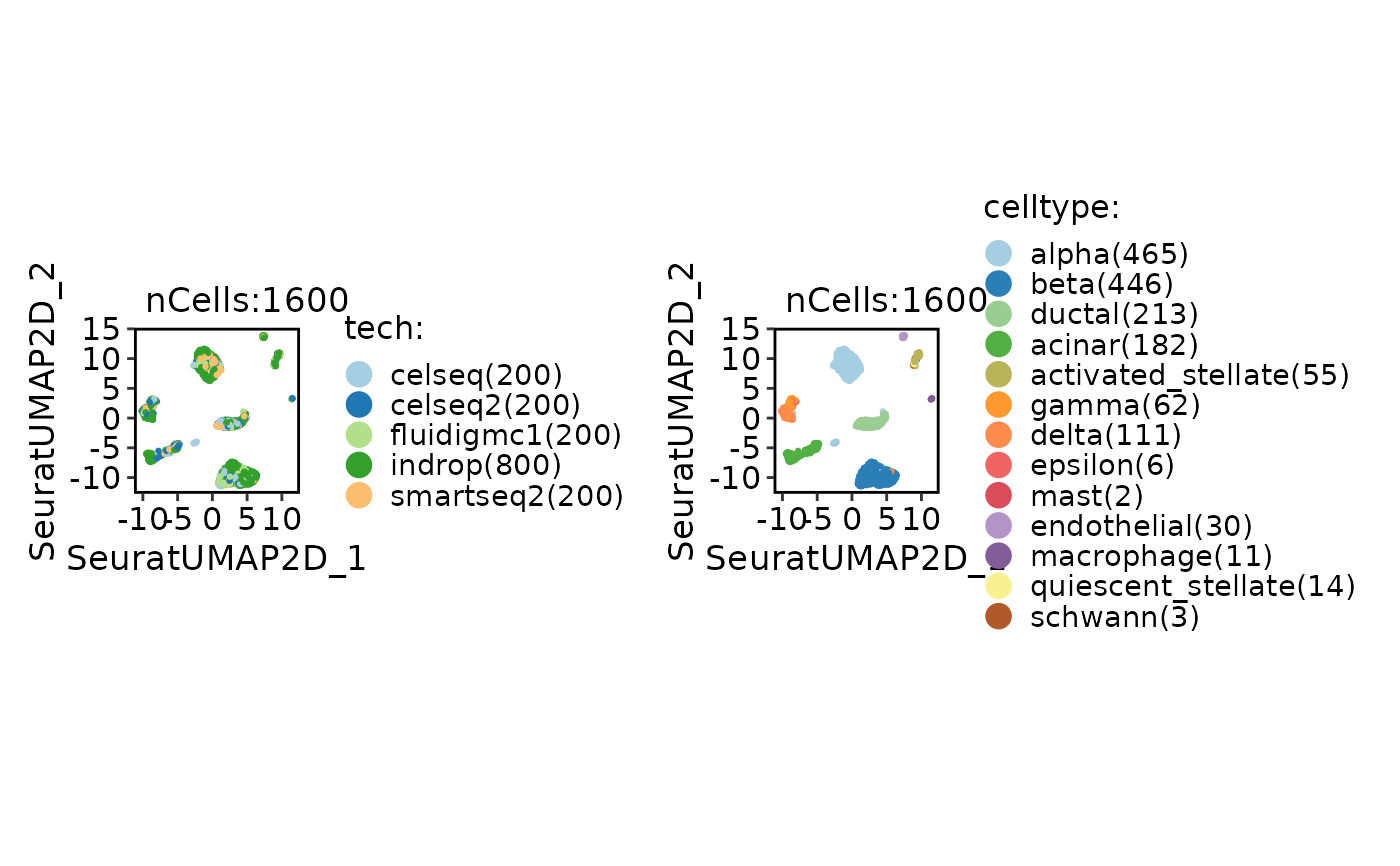 nCells:1600
SeuratUMAP2D_2
15
10
5
0
-5
-10
-10 -5 0 5 10
SeuratUMAP2D_1
tech:
celseq(200)
celseq2(200)
fluidigmc1(200)
indrop(800)
smartseq2(200)
nCells:1600
SeuratUMAP2D_2
15
10
5
0
-5
-10
-10 -5 0 5 10
SeuratUMAP2D_
celltype:
alpha(465)
beta(446)
ductal(213)
acinar(182)
activated_stellate(55)
gamma(62)
delta(111)
epsilon(6)
mast(2)
endothelial(30)
macrophage(11)
quiescent_stellate(14)
schwann(3)